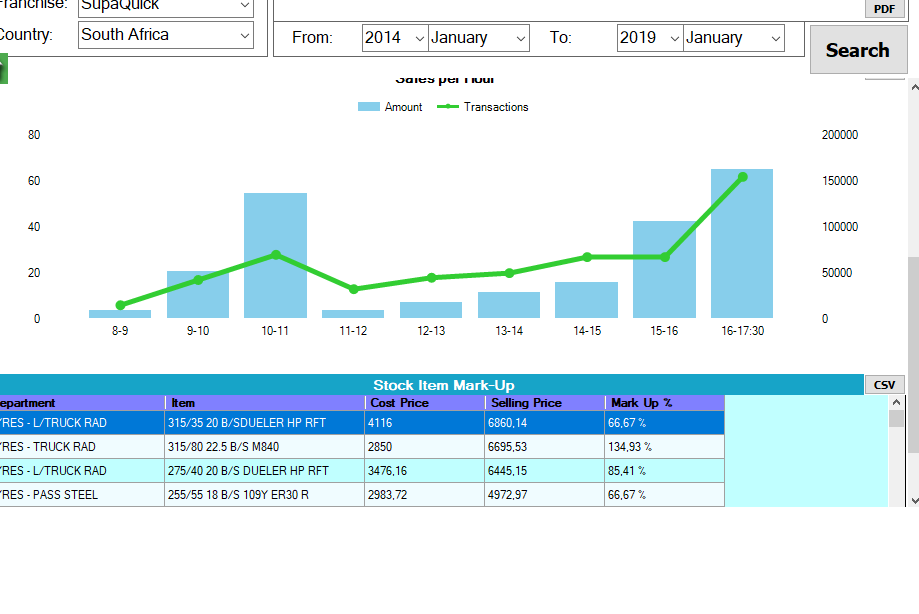 ranchise: SupaQuick
PDF
Country: South Africa
From: 2014 January To: 2019 January
Search
Sales per Hour
Amount Transactions
80 200000
60 150000
40 100000
20 50000
0 0
8-9 9-10 10-11 11-12 12-13 13-14 14-15 15-16 16-17:30
Stock Item Mark-Up CSV
epartment Item Cost Price Selling Price Mark Up %
YRES - L/TRUCK RAD 315/35 20 B/SDUELER HP RFT 4116 6860,14 66,67 %
YRES - TRUCK RAD 315/80 22.5 B/S M840 2850 6695,53 134,93 %
YRES - L/TRUCK RAD 275/40 20 B/S DUELER HP RFT 3476,16 6445,15 85,41 %
YRES - PASS STEEL 255/55 18 B/S 109Y ER30 R 2983,72 4972,97 66,67 %